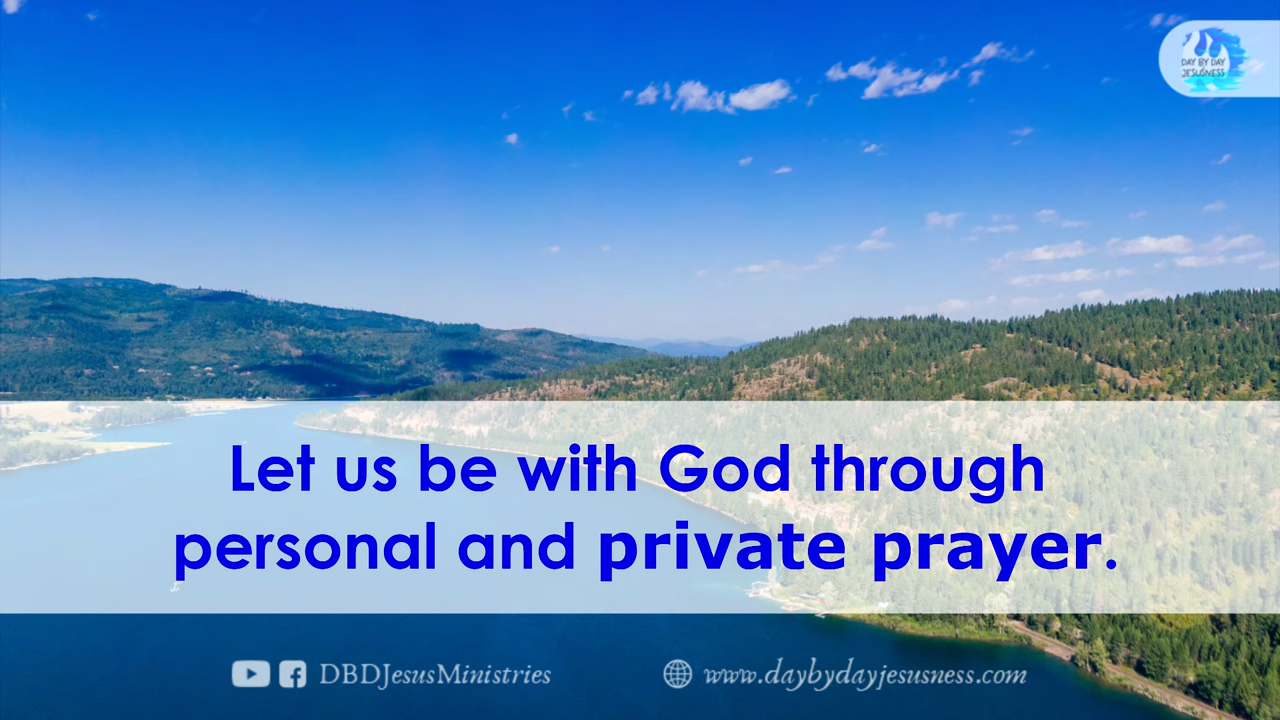 DAY BY DAY
JESUSNESS
Let us be with God through
personal and private prayer.
DBDJesusMinistries
www.daybydayjesusness.com